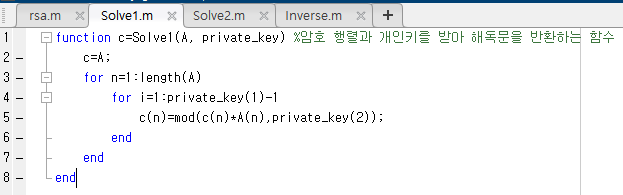 rsa.m × Solve1.m × Solve2.m × Inverse.m × +
1 function c=Solve1(A, private_key) %암호 행렬과 개인키를 받아 해독문을 반환하는 함수
2 – c=A;
3 – for n=1:length(A)
4 – for i=1:private_key(1)-1
5 – c(n)=mod(c(n)*A(n),private_key(2));
6 – end
7 – end
8 – end